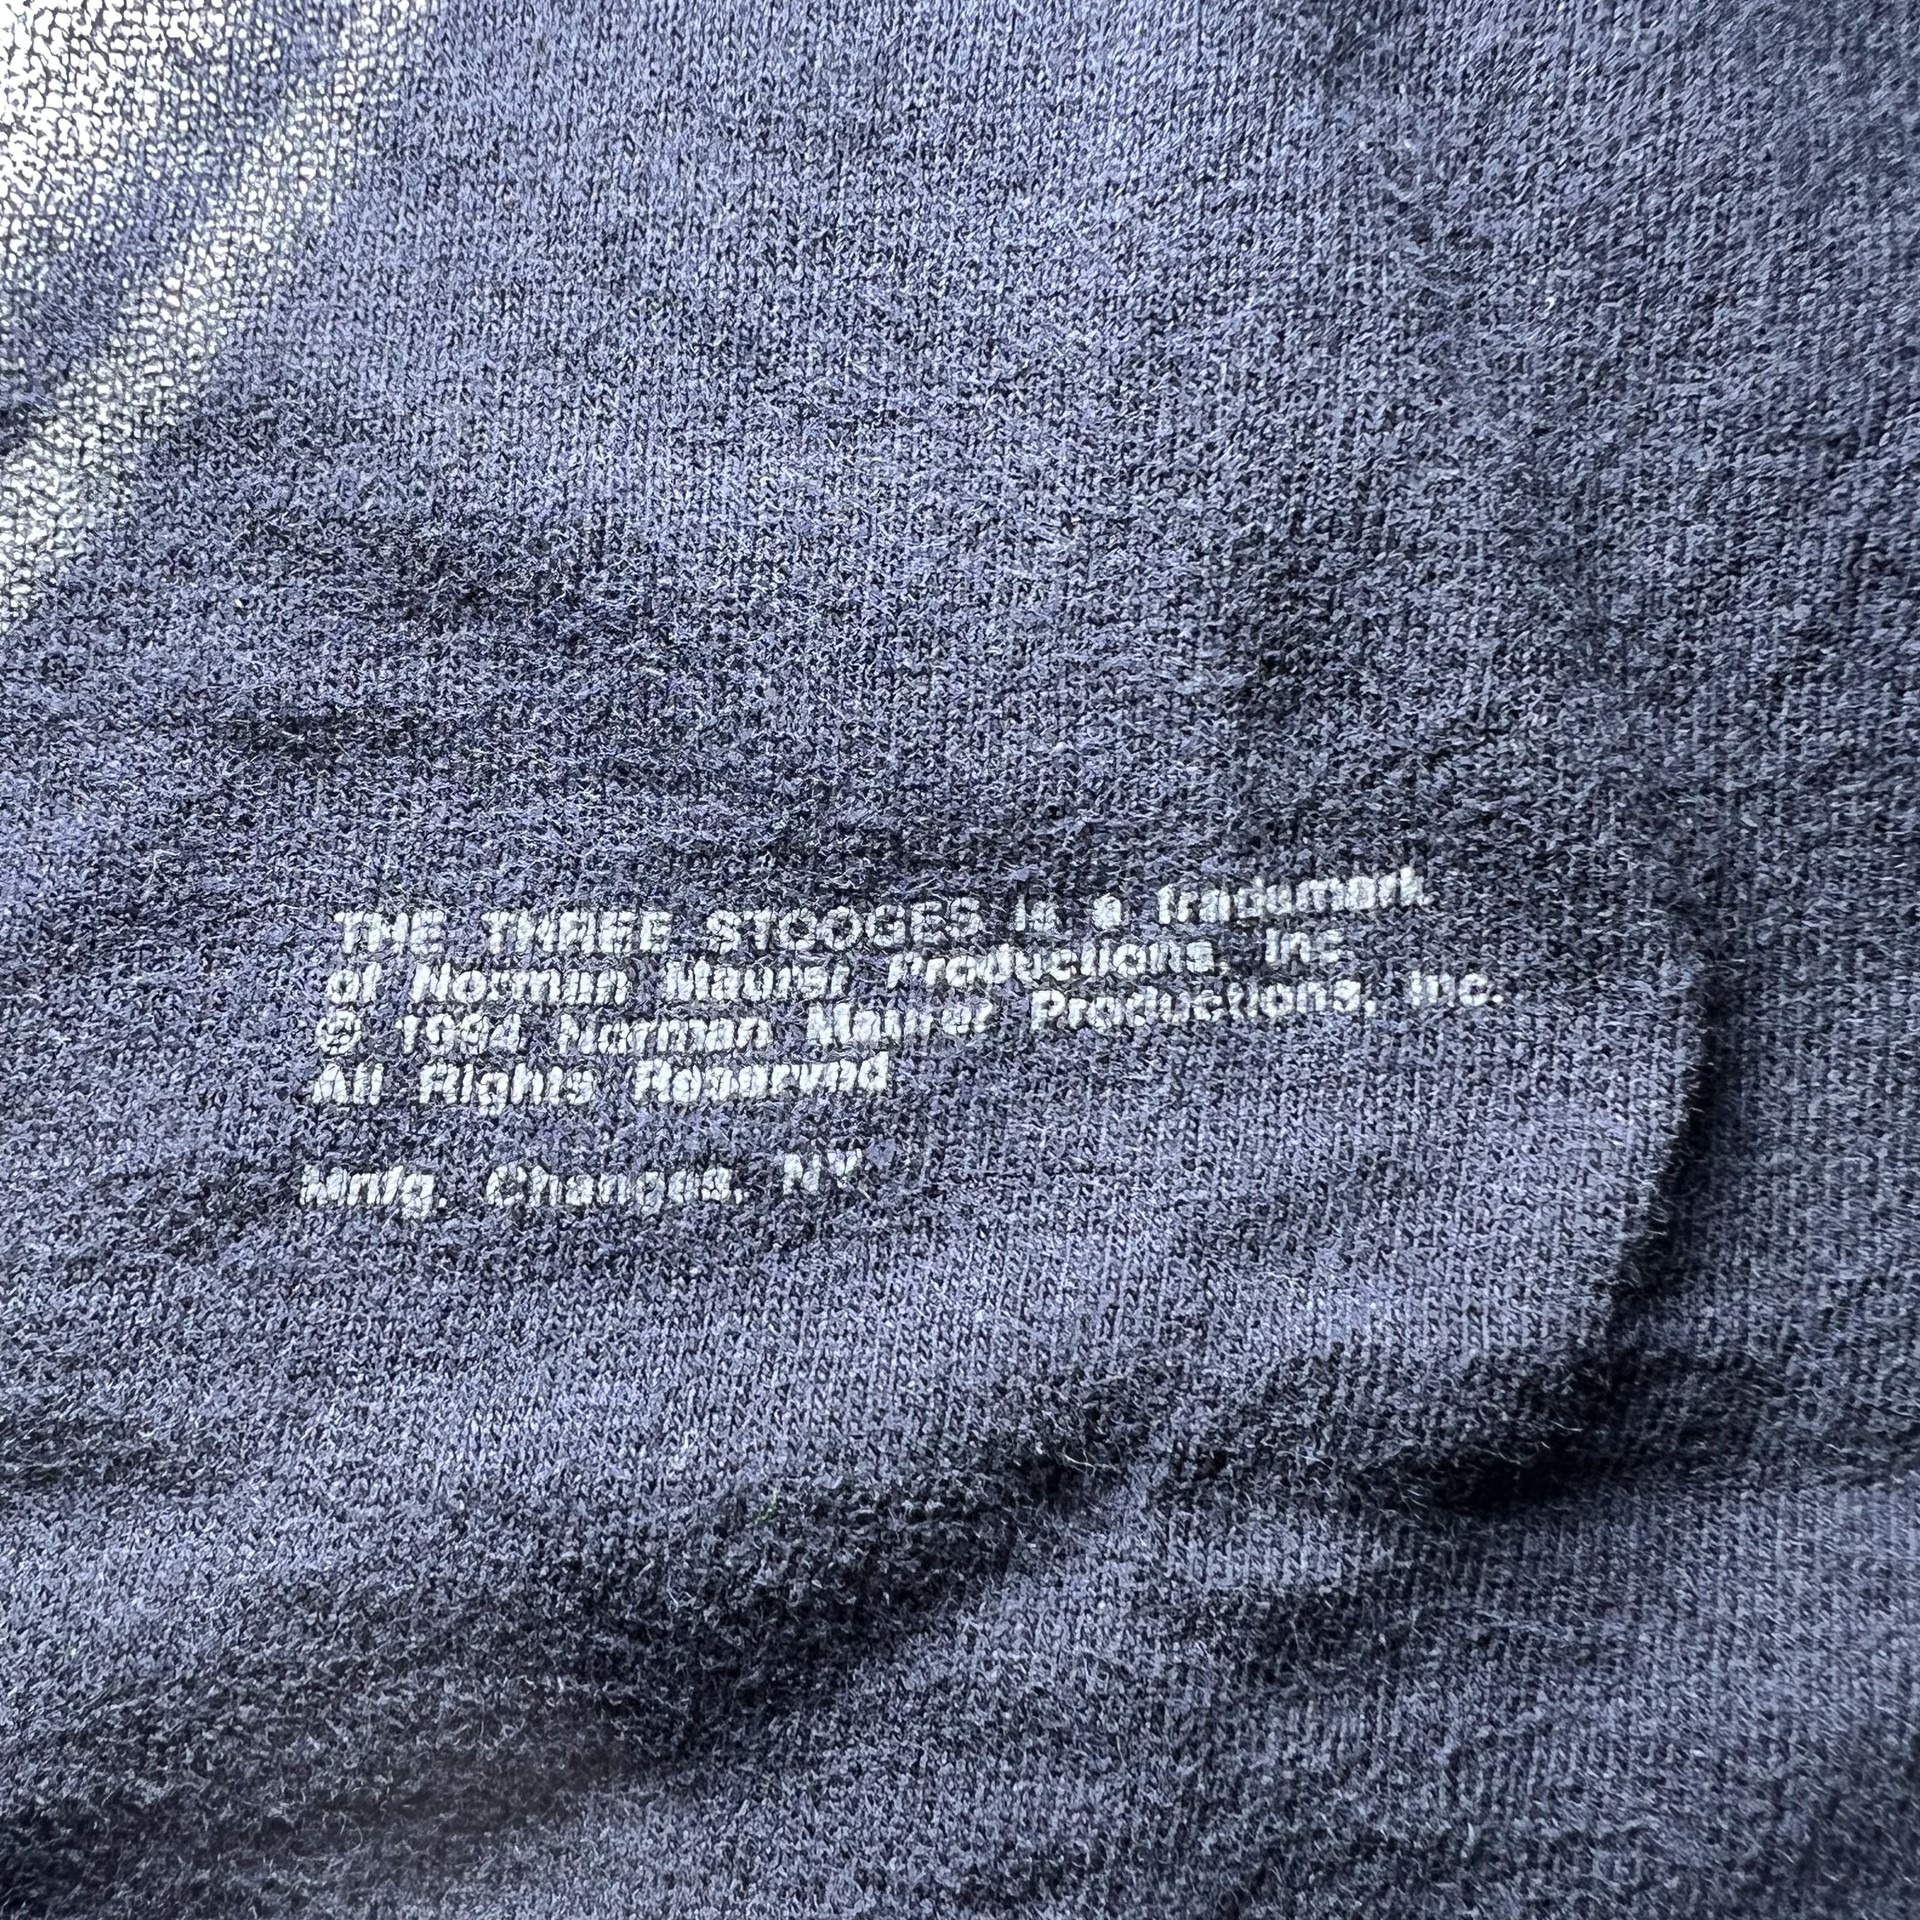 THE THREE STOOGES is a trademark
of Norman Maurer Productions, Inc
© 1984 Norman Maurer Productions, Inc.
All Rights Reserved
Mnfg. Changes, NY